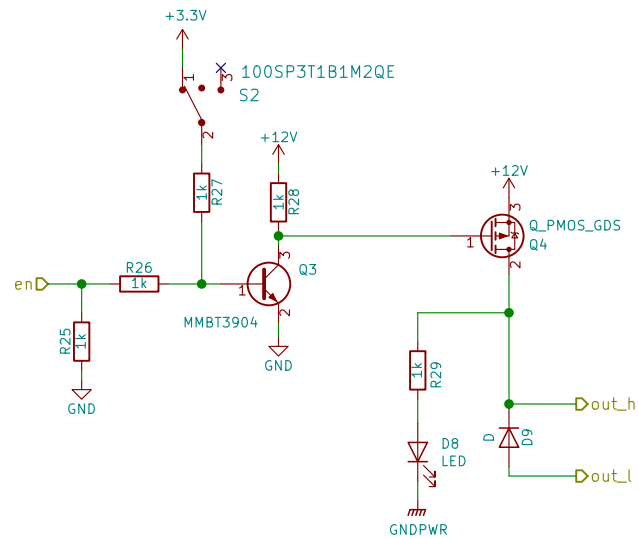 +3.3V
1
3
100SP3T1B1M2QE
S2
2
+12V
1k
R27
1k
R28
+12V
3
Q_PMOS_GDS
1
Q4
2
en
R26
1k
3
Q3
1
MMBT3904
2
R25
1k
GND
GND
1k
R29
out_h
D8
LED
D
D9
out_l
GNDPWR